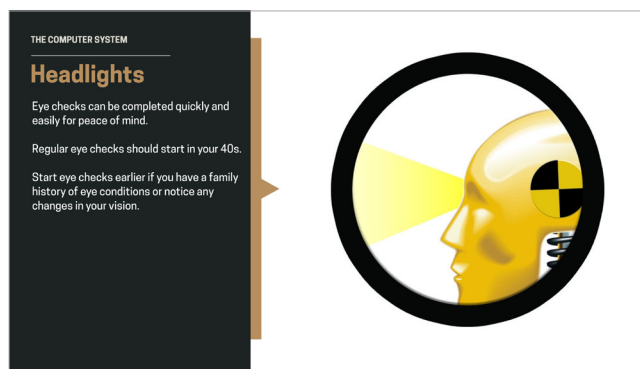 THE COMPUTER SYSTEM
Headlights
Eye checks can be completed quickly and
easily for peace of mind.
Regular eye checks should start in your 40s.
Start eye checks earlier if you have a family
history of eye conditions or notice any
changes in your vision.